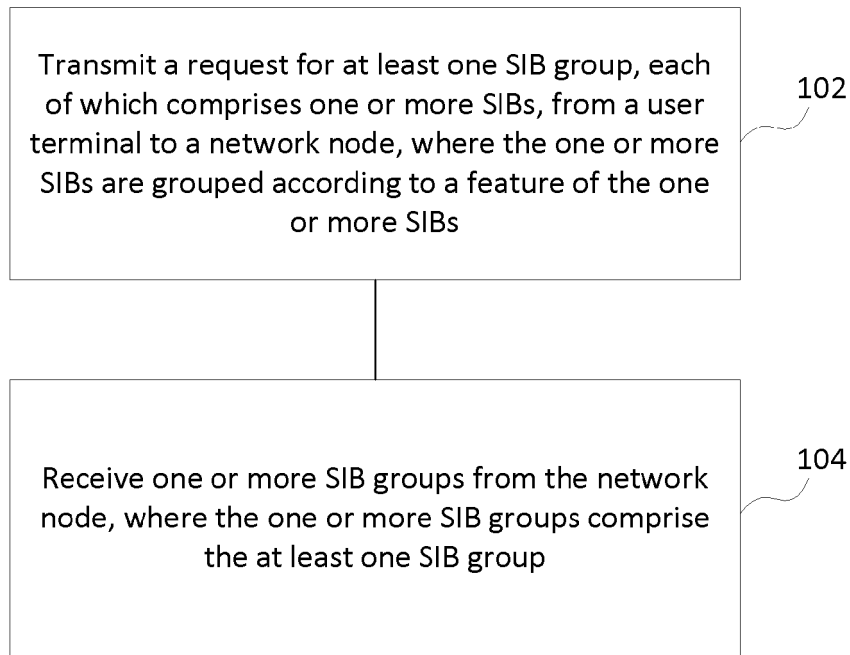 Transmit a request for at least one SIB group, each
of which comprises one or more SIBs, from a user
terminal to a network node, where the one or more
SIBs are grouped according to a feature of the one
or more SIBs
102
Receive one or more SIB groups from the network
node, where the one or more SIB groups comprise
the at least one SIB group
104